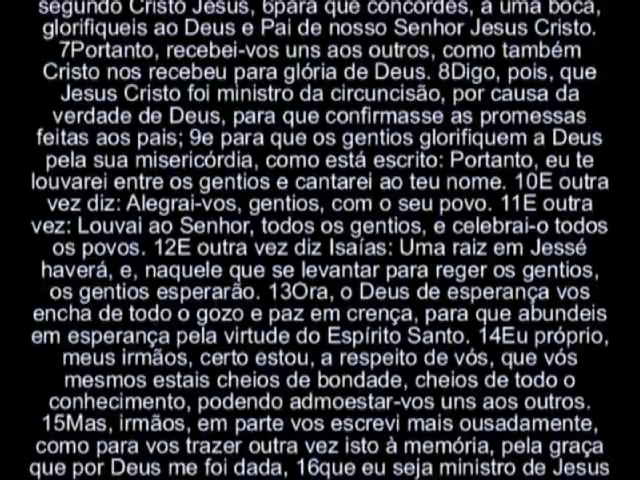 segundo Cristo Jesus, 6para que concordes, a uma boca,
glorifiqueis ao Deus e Pai de nosso Senhor Jesus Cristo.
7Portanto, recebei-vos uns aos outros, como também
Cristo nos recebeu para glória de Deus. 8Digo, pois, que
Jesus Cristo foi ministro da circuncisão, por causa da
verdade de Deus, para que confirmasse as promessas
feitas aos pais; 9e para que os gentios glorifiquem a Deus
pela sua misericórdia, como está escrito: Portanto, eu te
louvarei entre os gentios e cantarei ao teu nome. 10E outra
vez diz: Alegrai-vos, gentios, com o seu povo. 11E outra
vez: Louvai ao Senhor, todos os gentios, e celebrai-o todos
os povos. 12E outra vez diz Isaías: Uma raiz em Jessé
haverá, e, naquele que se levantar para reger os gentios,
os gentios esperarão. 13Ora, o Deus de esperança vos
encha de todo o gozo e paz em crença, para que abundeis
em esperança pela virtude do Espírito Santo. 14Eu próprio,
meus irmãos, certo estou, a respeito de vós, que vós
mesmos estais cheios de bondade, cheios de todo o
conhecimento, podendo admoestar-vos uns aos outros.
15Mas, irmãos, em parte vos escrevi mais ousadamente,
como para vos trazer outra vez isto à memória, pela graça
que por Deus me foi dada, 16que eu seja ministro de Jesus